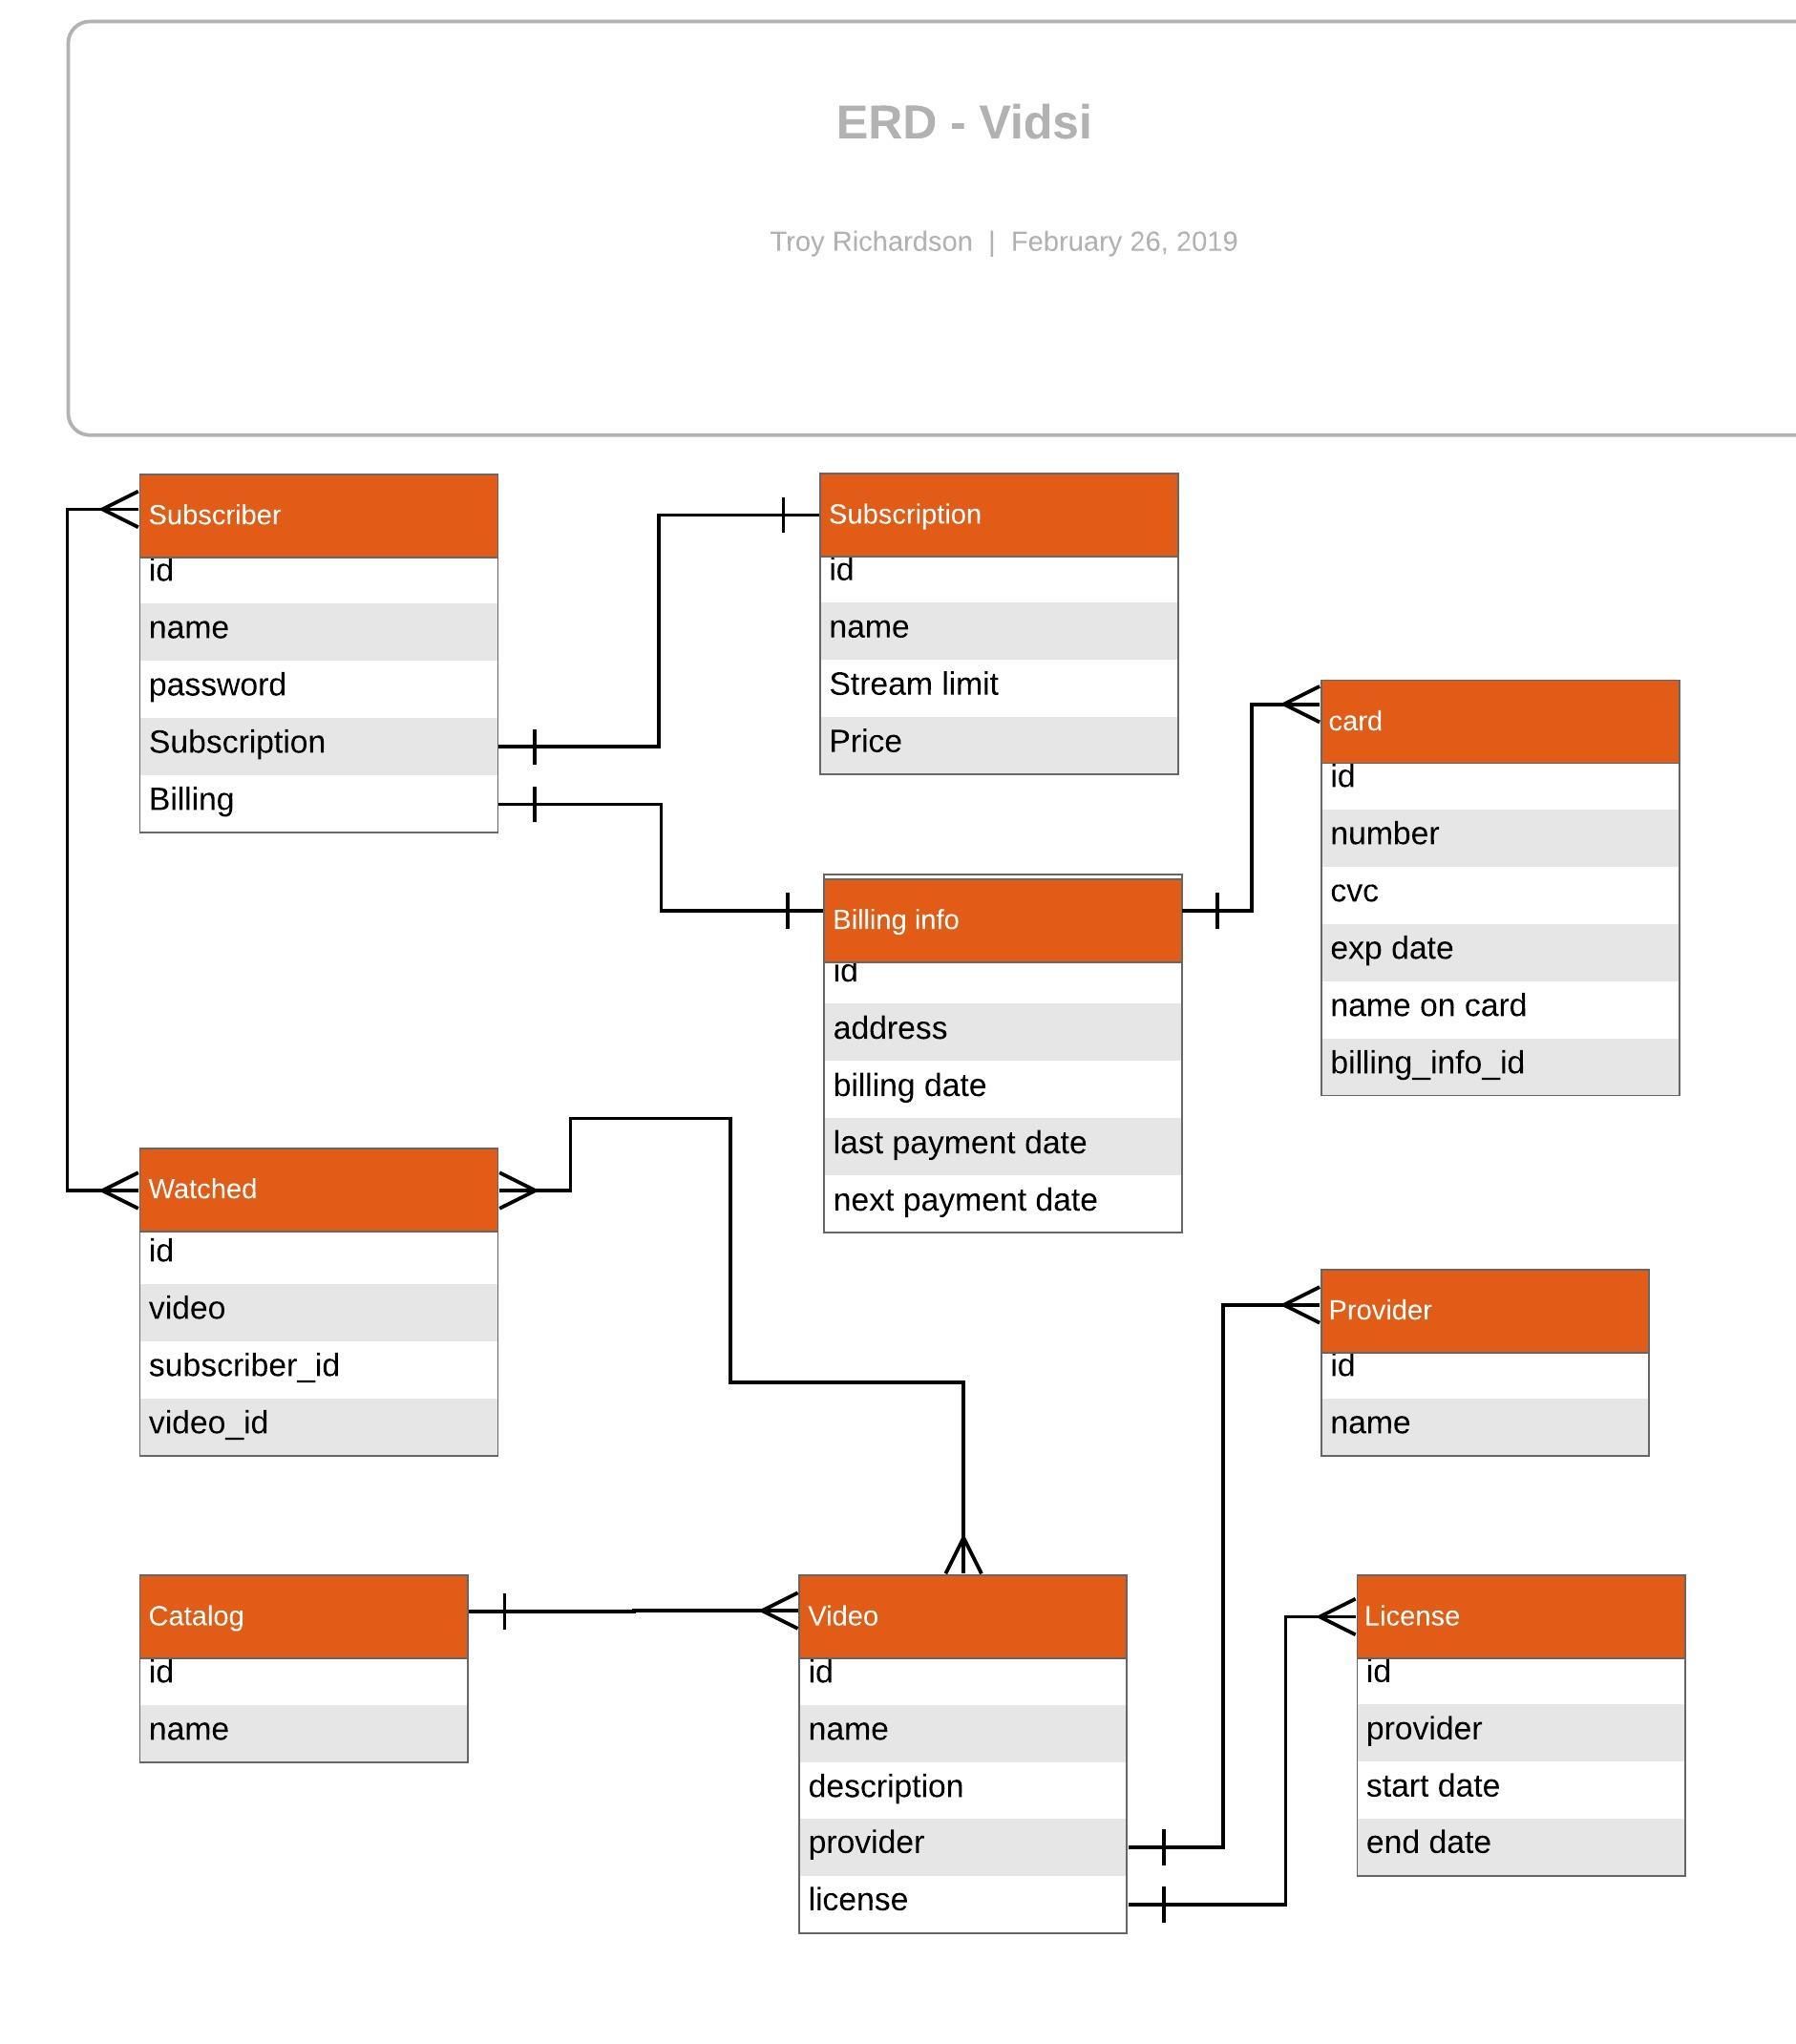 ERD - Vidsi
Troy Richardson | February 26, 2019
Subscriber
id
name
password
Subscription
Billing
Subscription
id
name
Stream limit
Price
card
id
number
cvc
exp date
name on card
billing_info_id
Billing info
id
address
billing date
last payment date
next payment date
Watched
id
video
subscriber_id
video_id
Provider
id
name
Catalog
id
name
Video
id
name
description
provider
license
License
id
provider
start date
end date